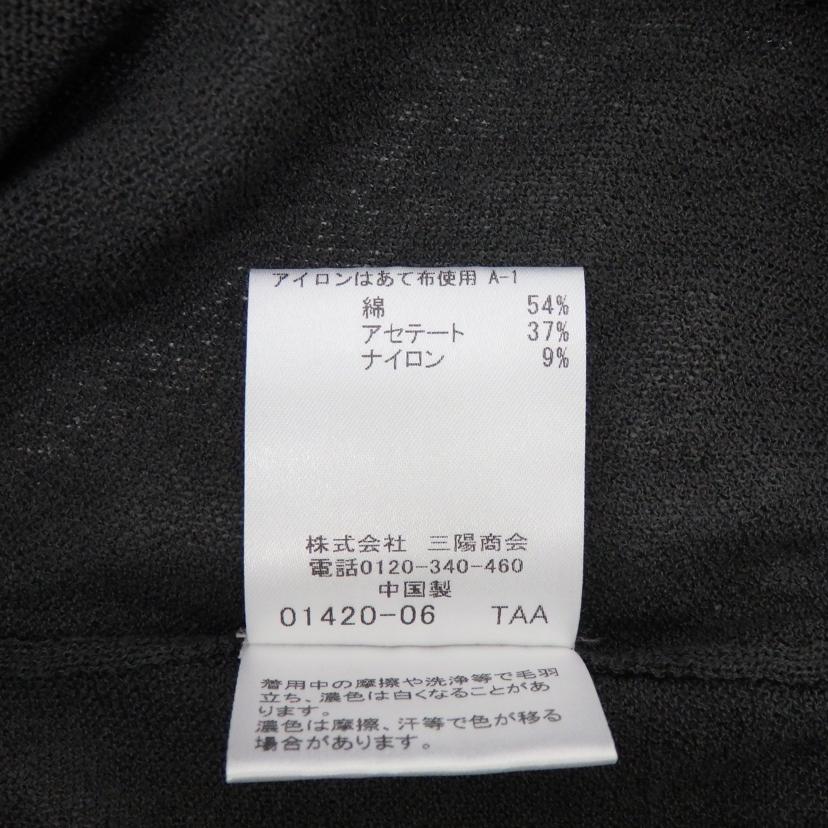 アイロンはあて布使用 A-1
綿 54%
アセテート 37%
ナイロン 9%
株式会社 三陽商会
電話0120-340-460
中国製
01420-06 TAA
着用中の摩擦や洗浄等で毛羽
立ち、濃色は白くなることがあ
ります。
濃色は摩擦、汗等で色が移る
場合があります。